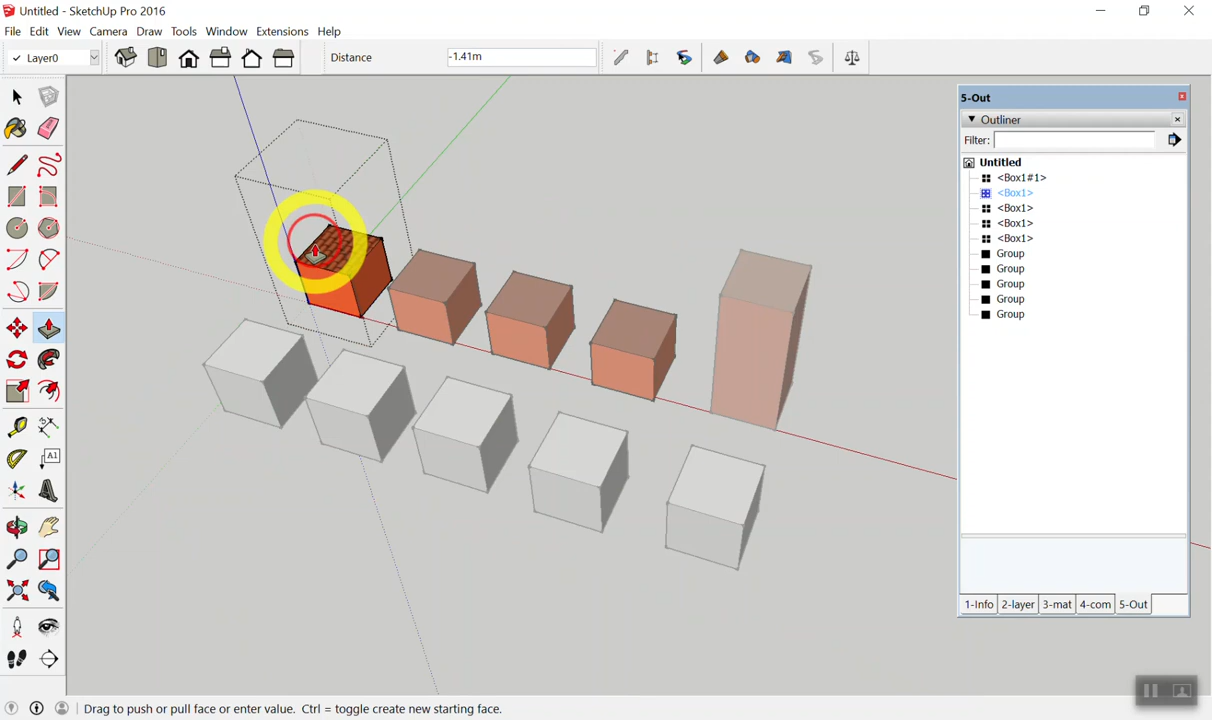 Untitled - SketchUp Pro 2016
File Edit View Camera Draw Tools Window Extensions Help
Layer0
Distance -1.41m
5-Out
Outliner
Filter:
Untitled
<Box1#1>
<Box1>
<Box1>
<Box1>
<Box1>
Group
Group
Group
Group
Group
1-Info 2-layer 3-mat 4-com 5-Out
A1
Drag to push or pull face or enter value. Ctrl = toggle create new starting face.